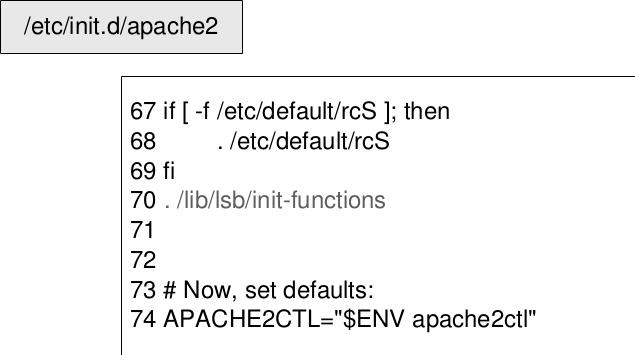 /etc/init.d/apache2
67 if [ -f /etc/default/rcS ]; then
68 . /etc/default/rcS
69 fi
70 . /lib/lsb/init-functions
71
72
73 # Now, set defaults:
74 APACHE2CTL="$ENV apache2ctl"